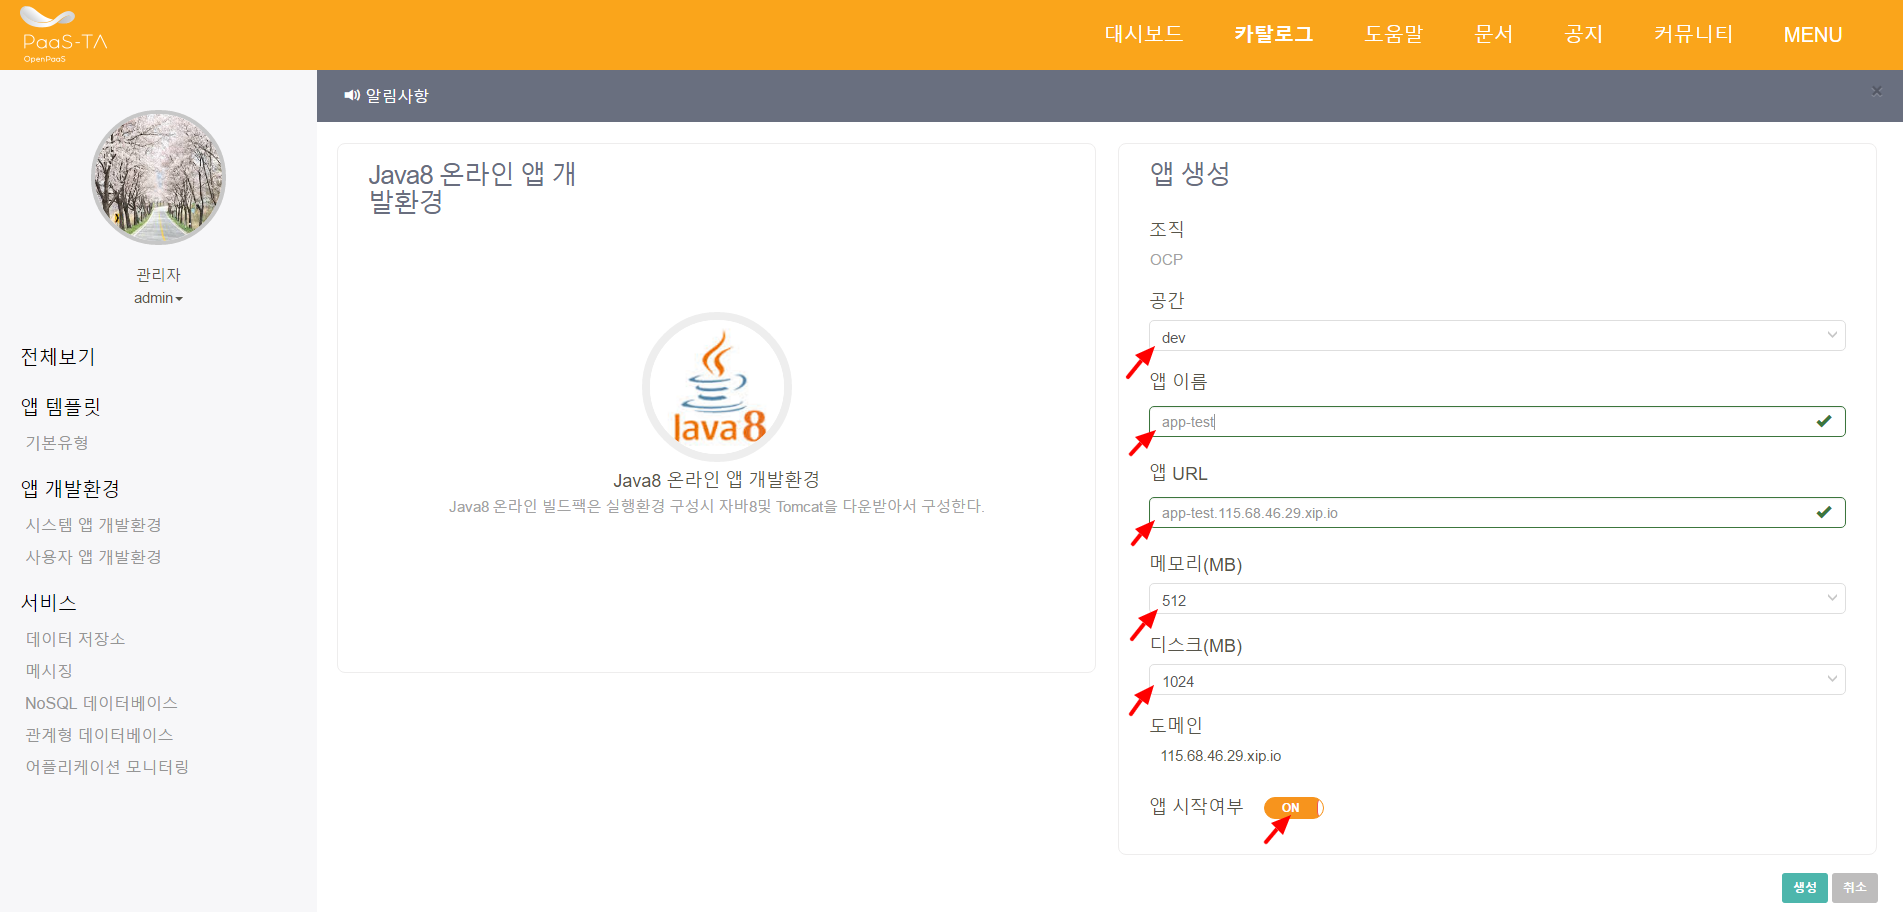 PaaS-TA
OpenPaaS
대시보드 카탈로그 도움말 문서 공지 커뮤니티 MENU
알림사항
×
관리자
admin
전체보기
앱 템플릿
기본유형
앱 개발환경
시스템 앱 개발환경
사용자 앱 개발환경
서비스
데이터 저장소
메시징
NoSQL 데이터베이스
관계형 데이터베이스
어플리케이션 모니터링
Java8 온라인 앱 개
발환경
Java8
Java8 온라인 앱 개발환경
Java8 온라인 빌드팩은 실행환경 구성시 자바8및 Tomcat을 다운받아서 구성한다.
앱 생성
조직
OCP
공간
dev
앱 이름
app-test
앱 URL
app-test.115.68.46.29.xip.io
메모리(MB)
512
디스크(MB)
1024
도메인
115.68.46.29.xip.io
앱 시작여부 ON
생성 취소